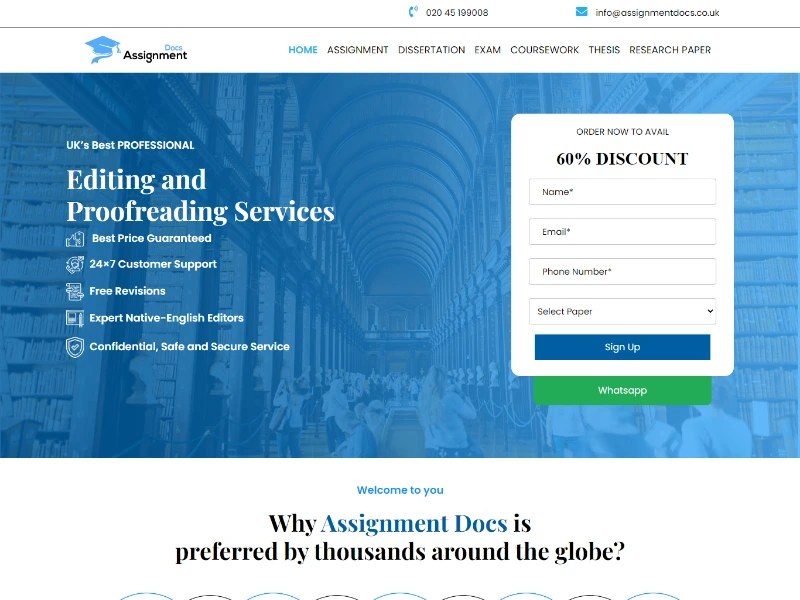 020 45 199008
info@assignmentdocs.co.uk
Docs
Assignment
HOME ASSIGNMENT DISSERTATION EXAM COURSEWORK THESIS RESEARCH PAPER
UK's Best PROFESSIONAL
Editing and
Proofreading Services
Best Price Guaranteed
24×7 Customer Support
Free Revisions
Expert Native-English Editors
Confidential, Safe and Secure Service
ORDER NOW TO AVAIL
60% DISCOUNT
Name*
Email*
Phone Number*
Select Paper
Sign Up
Whatsapp
Welcome to you
Why Assignment Docs is
preferred by thousands around the globe?